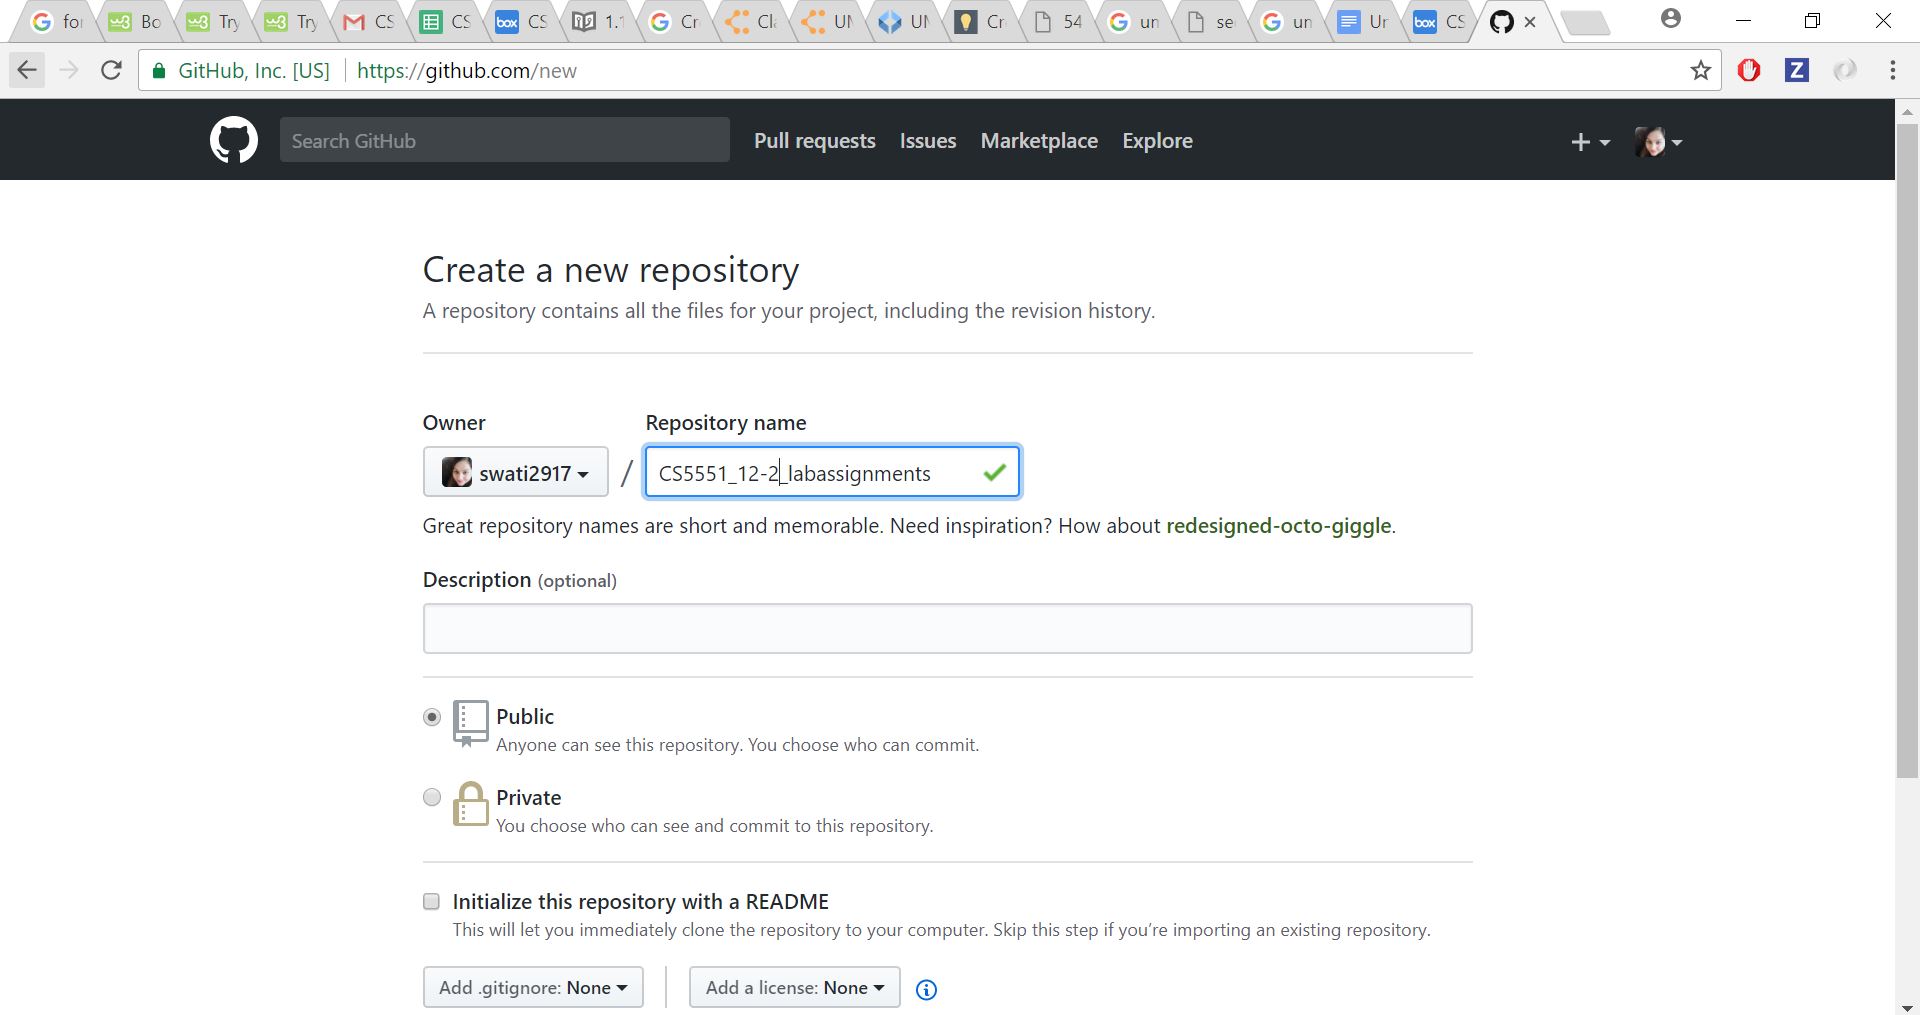 for Bo Try Try CS CS box CS 1.1 Cr Cla UM UM Cr 54 un se un Un box CS
GitHub, Inc. [US] https://github.com/new Z
Search GitHub Pull requests Issues Marketplace Explore
Create a new repository
A repository contains all the files for your project, including the revision history.
Owner Repository name
swati2917 / CS5551_12-2_labassignments
Great repository names are short and memorable. Need inspiration? How about redesigned-octo-giggle.
Description (optional)
Public
Anyone can see this repository. You choose who can commit.
Private
You choose who can see and commit to this repository.
Initialize this repository with a README
This will let you immediately clone the repository to your computer. Skip this step if you're importing an existing repository.
Add .gitignore: None Add a license: None